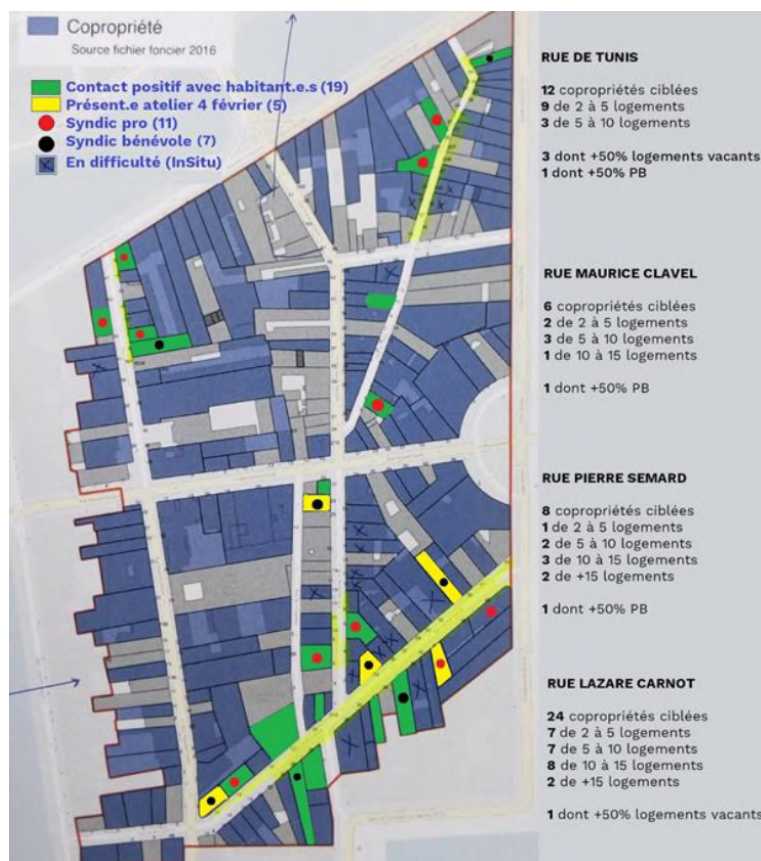 Copropriété
Source fichier foncier 2016
Contact positif avec habitant.e.s (19)
Présent.e atelier 4 février (5)
Syndic pro (11)
Syndic bénévole (7)
En difficulté (InSitu)
RUE DE TUNIS
12 copropriétés ciblées
9 de 2 à 5 logements
3 de 5 à 10 logements
3 dont +50% logements vacants
1 dont +50% PB
RUE MAURICE CLAVEL
6 copropriétés ciblées
2 de 2 à 5 logements
3 de 5 à 10 logements
1 de 10 à 15 logements
1 dont +50% PB
RUE PIERRE SEMARD
8 copropriétés ciblées
1 de 2 à 5 logements
2 de 5 à 10 logements
3 de 10 à 15 logements
2 de +15 logements
1 dont +50% PB
RUE LAZARE CARNOT
24 copropriétés ciblées
7 de 2 à 5 logements
7 de 5 à 10 logements
8 de 10 à 15 logements
2 de +15 logements
1 dont +50% logements vacants